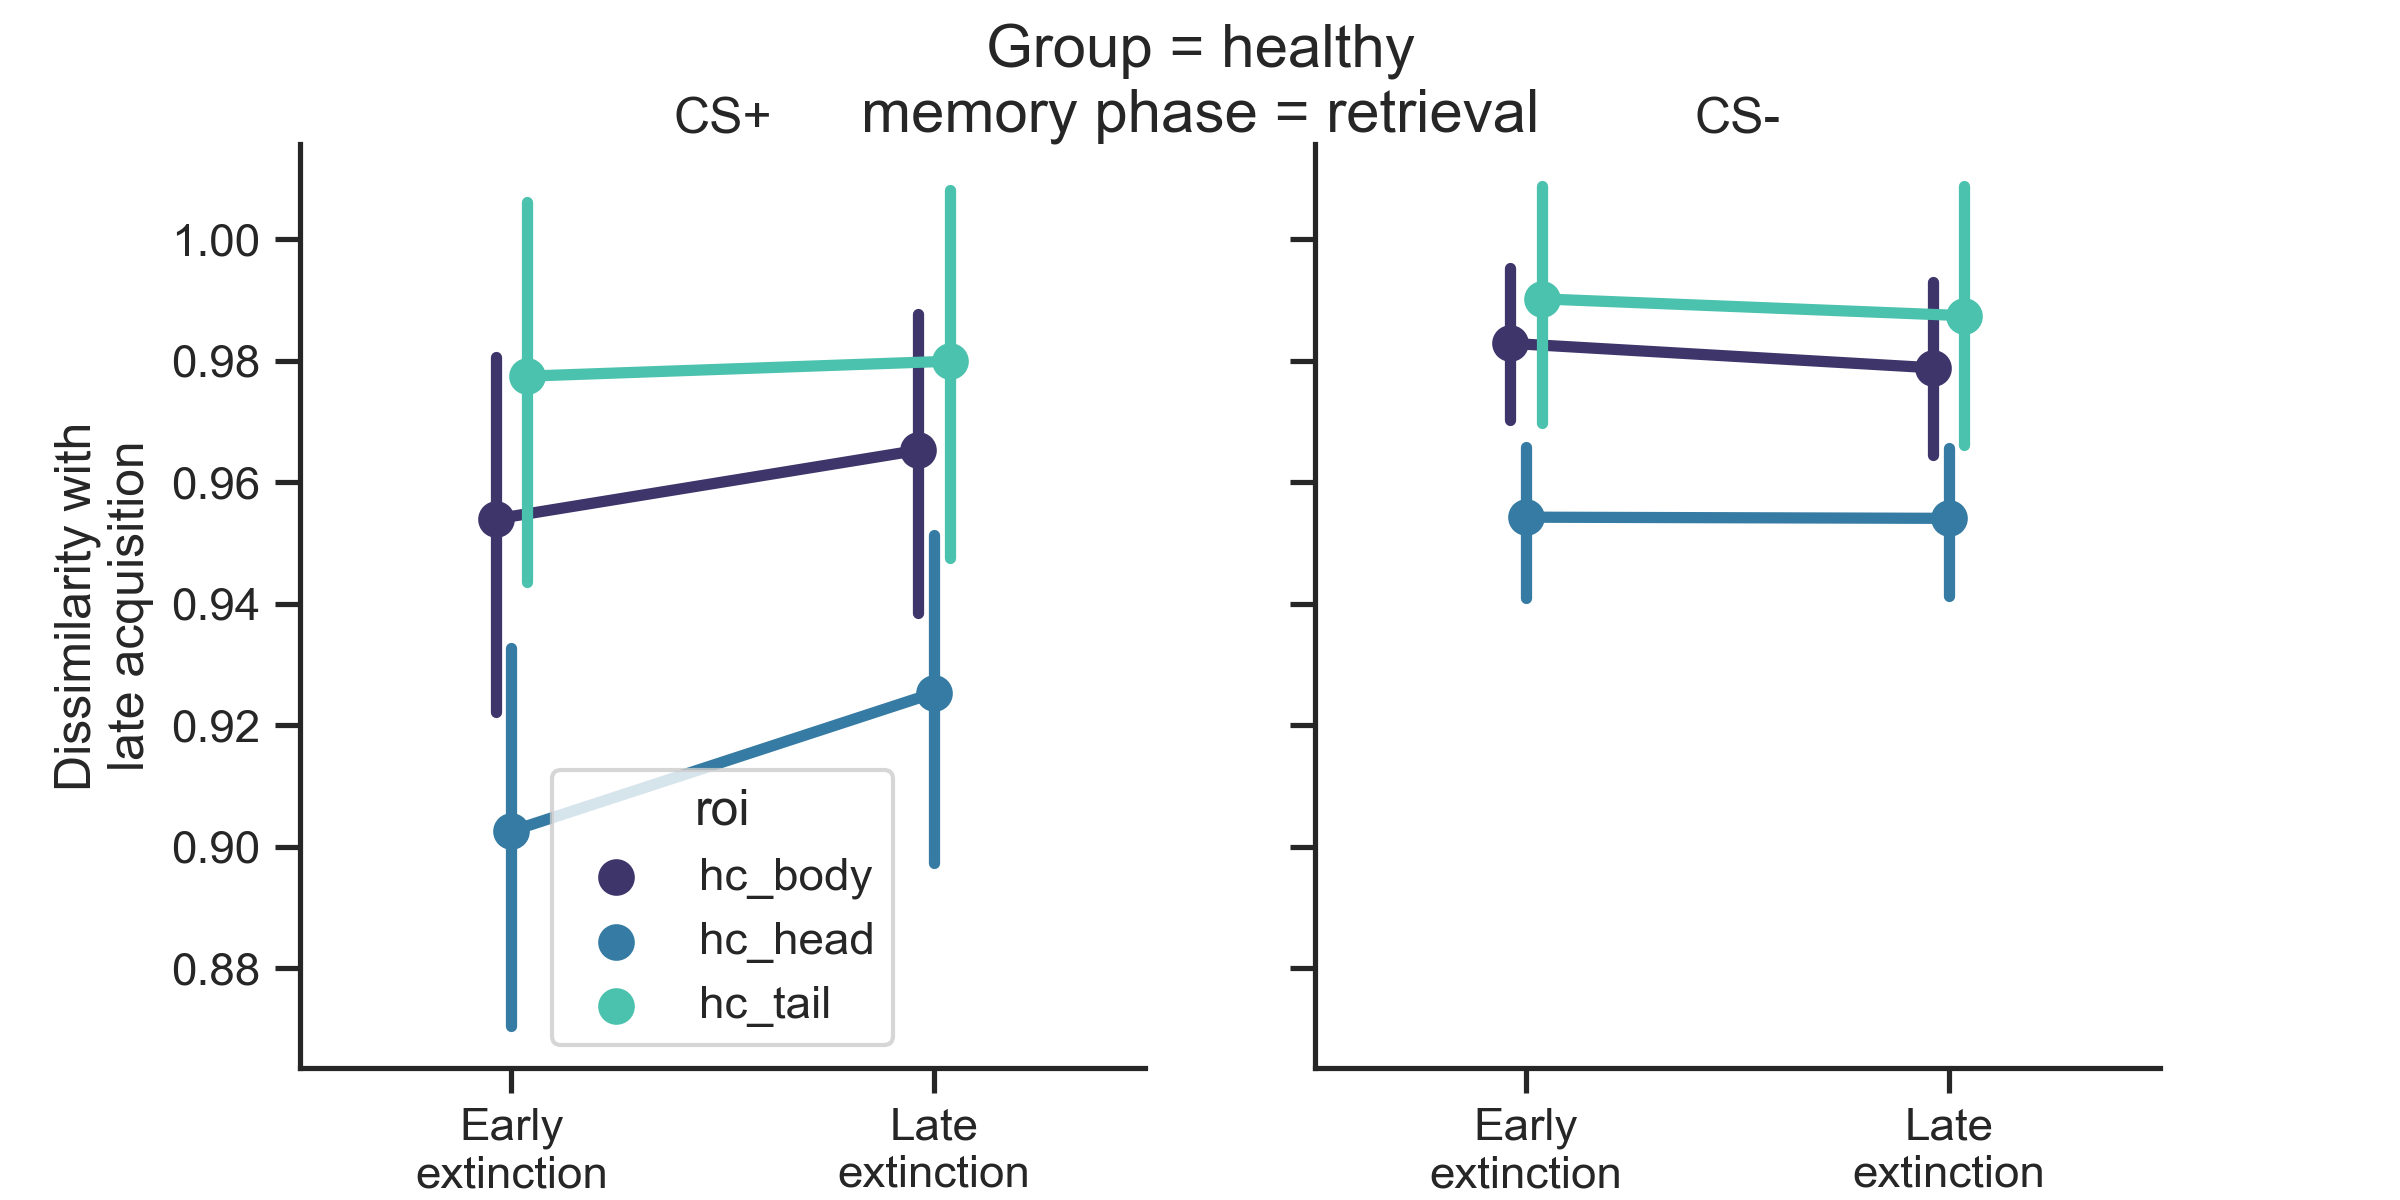 Group = healthy
memory phase = retrieval
CS+
CS-
Dissimilarity with
late acquisition
1.00
0.98
0.96
0.94
0.92
0.90
0.88
roi
hc_body
hc_head
hc_tail
Early
extinction
Late
extinction
Early
extinction
Late
extinction